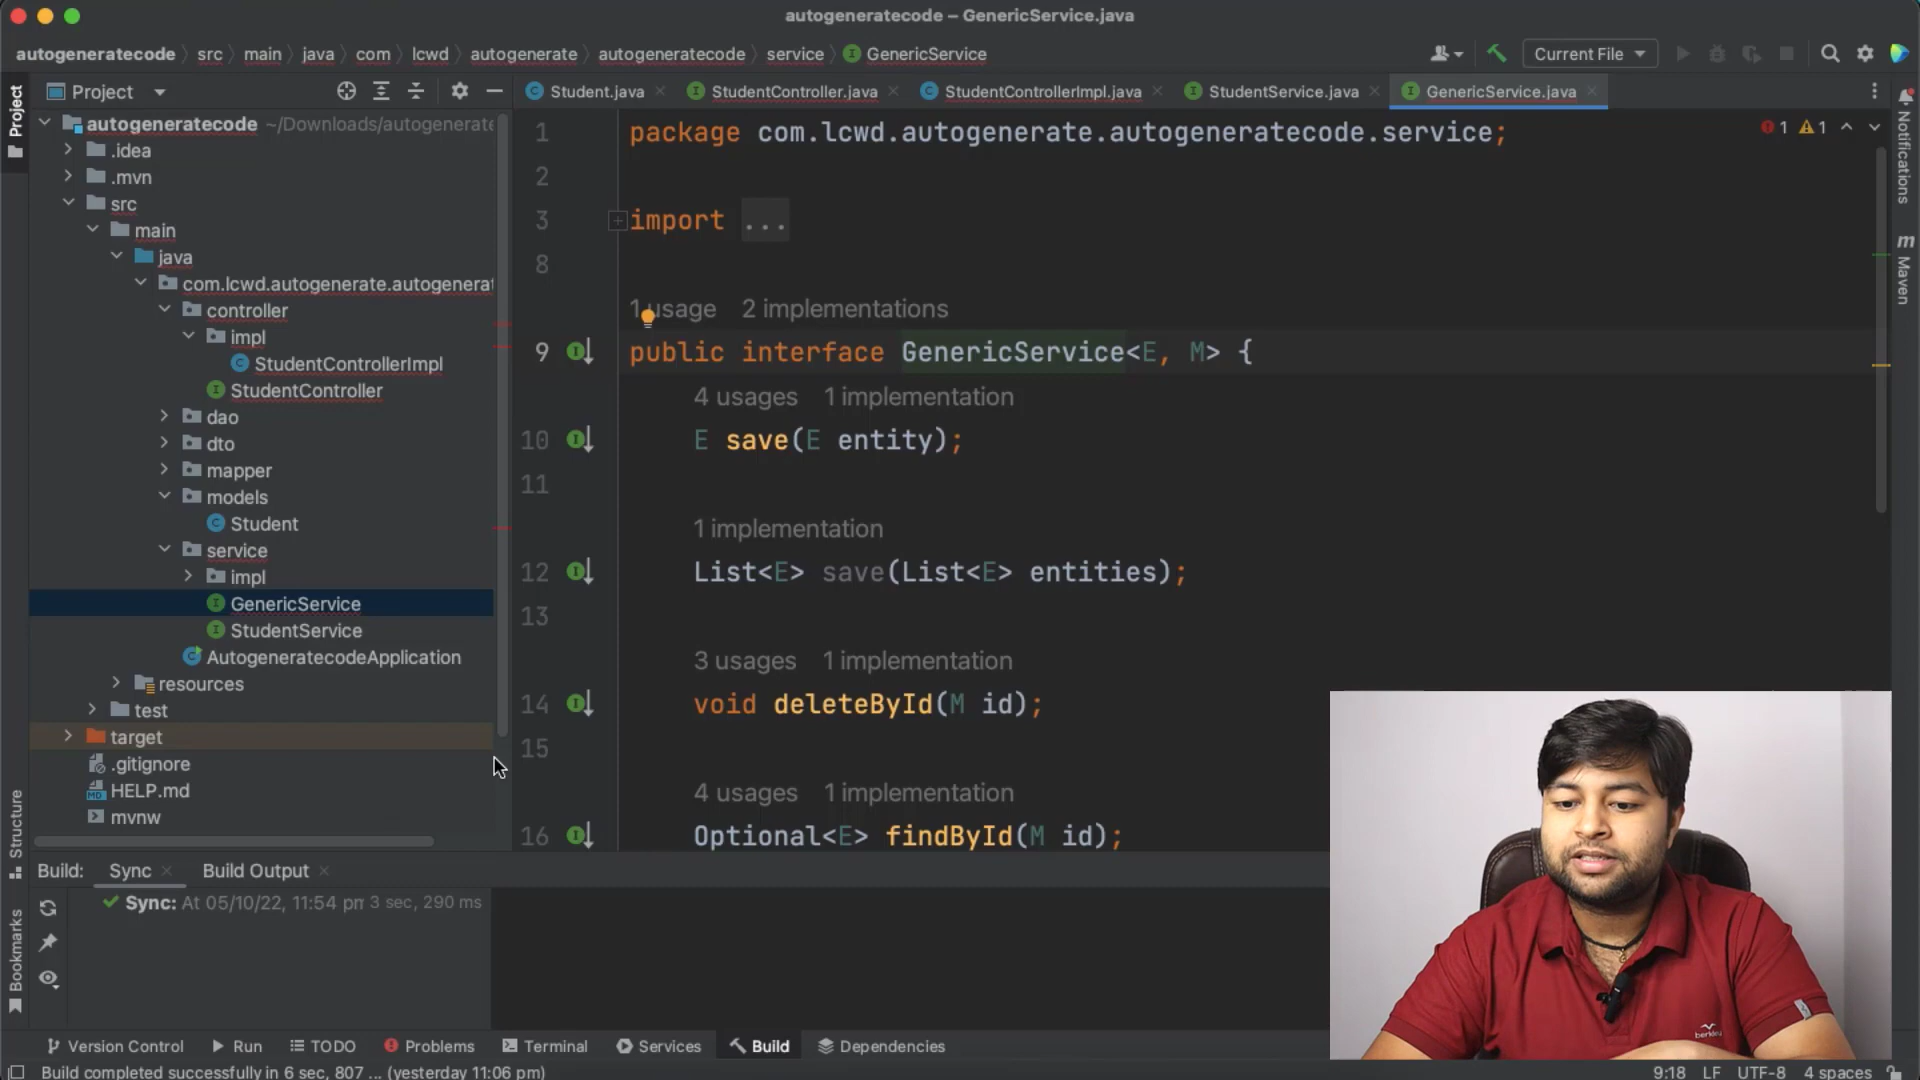 autogeneratecode – GenericService.java
autogeneratecode src main java com lcwd autogenerate autogeneratecode service GenericService
Current File
Project
Student.java StudentController.java StudentControllerImpl.java StudentService.java GenericService.java
Project
Structure
Bookmarks
Notifications
m Maven
autogeneratecode ~/Downloads/autogenerate
.idea
.mvn
src
main
java
com.lcwd.autogenerate.autogenerat
controller
impl
StudentControllerImpl
StudentController
dao
dto
mapper
models
Student
service
impl
GenericService
StudentService
AutogeneratecodeApplication
resources
test
target
.gitignore
HELP.md
mvnw
1 package com.lcwd.autogenerate.autogeneratecode.service;
1 1
2
3 import ...
8
1 usage 2 implementations
9 public interface GenericService<E, M> {
4 usages 1 implementation
10 E save(E entity);
11
1 implementation
12 List<E> save(List<E> entities);
13
3 usages 1 implementation
14 void deleteById(M id);
15
4 usages 1 implementation
16 Optional<E> findById(M id);
Build: Sync Build Output
Sync: At 05/10/22, 11:54 pm 3 sec, 290 ms
berkley
Version Control Run TODO Problems Terminal Services Build Dependencies
Build completed successfully in 6 sec, 807 ... (yesterday 11:06 pm)
9:18 LF UTF-8 4 spaces